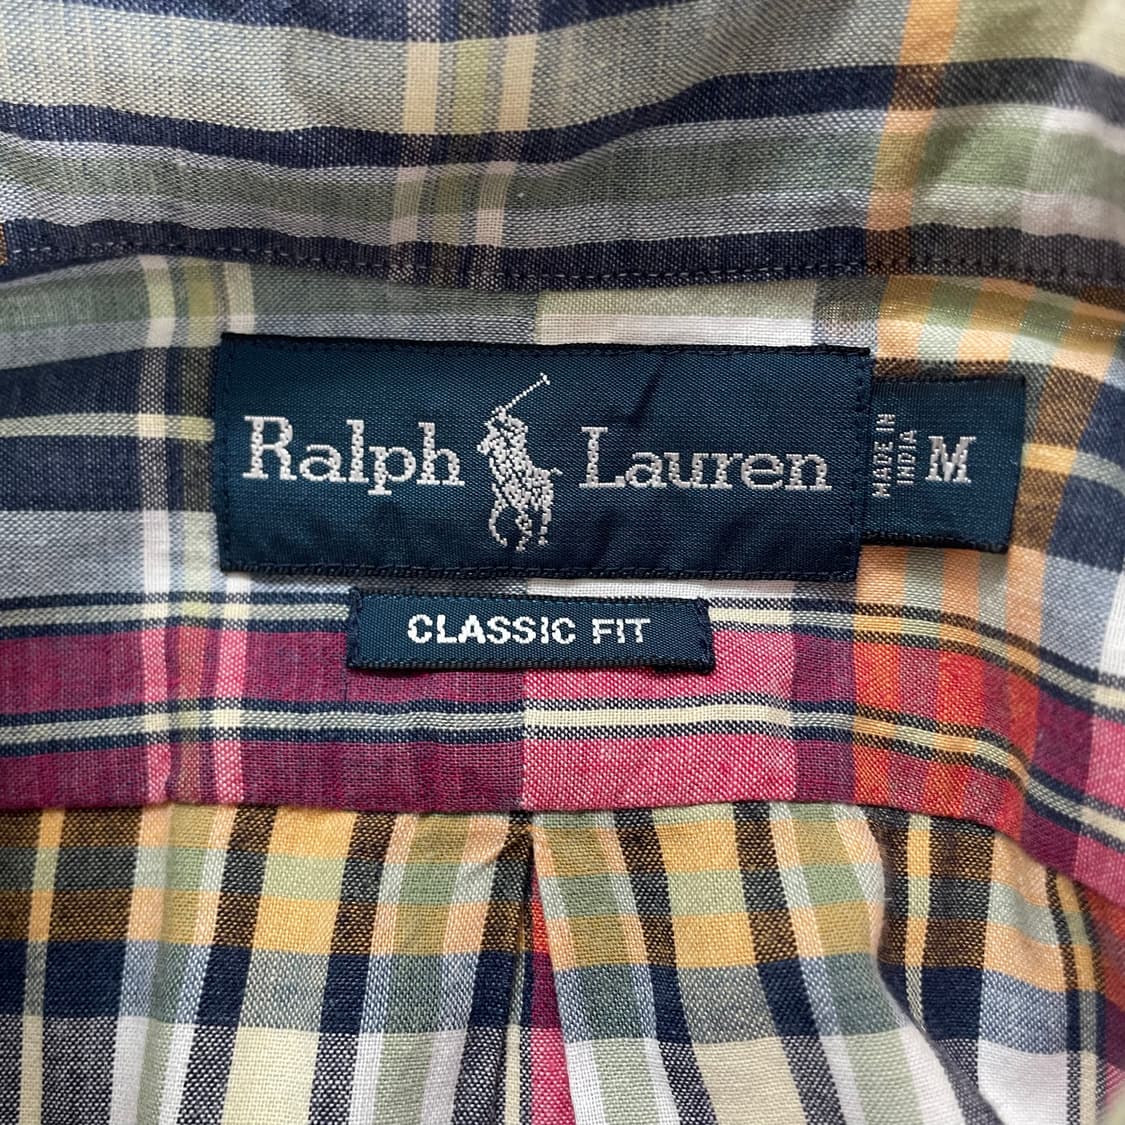 Ralph Lauren
MADE IN
INDIA
M
CLASSIC FIT